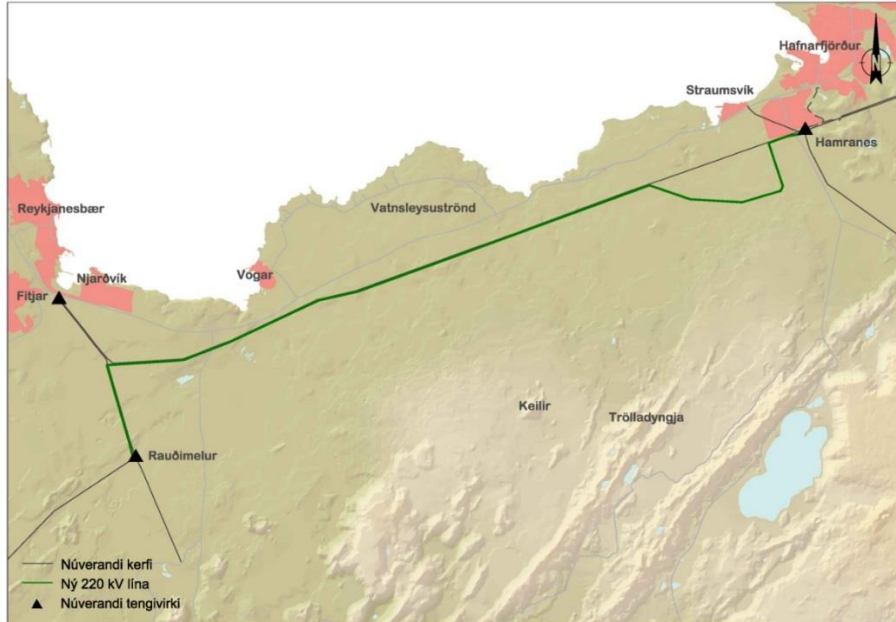 Hafnarfjörður
N
Straumsvík
Hamranes
Reykjanesbær
Vatnsleysuströnd
Vogar
Njarðvík
Fitjar
Keilir
Trölladyngja
Rauðimelur
Núverandi kerfi
Ný 220 kV lína
Núverandi tengivirki